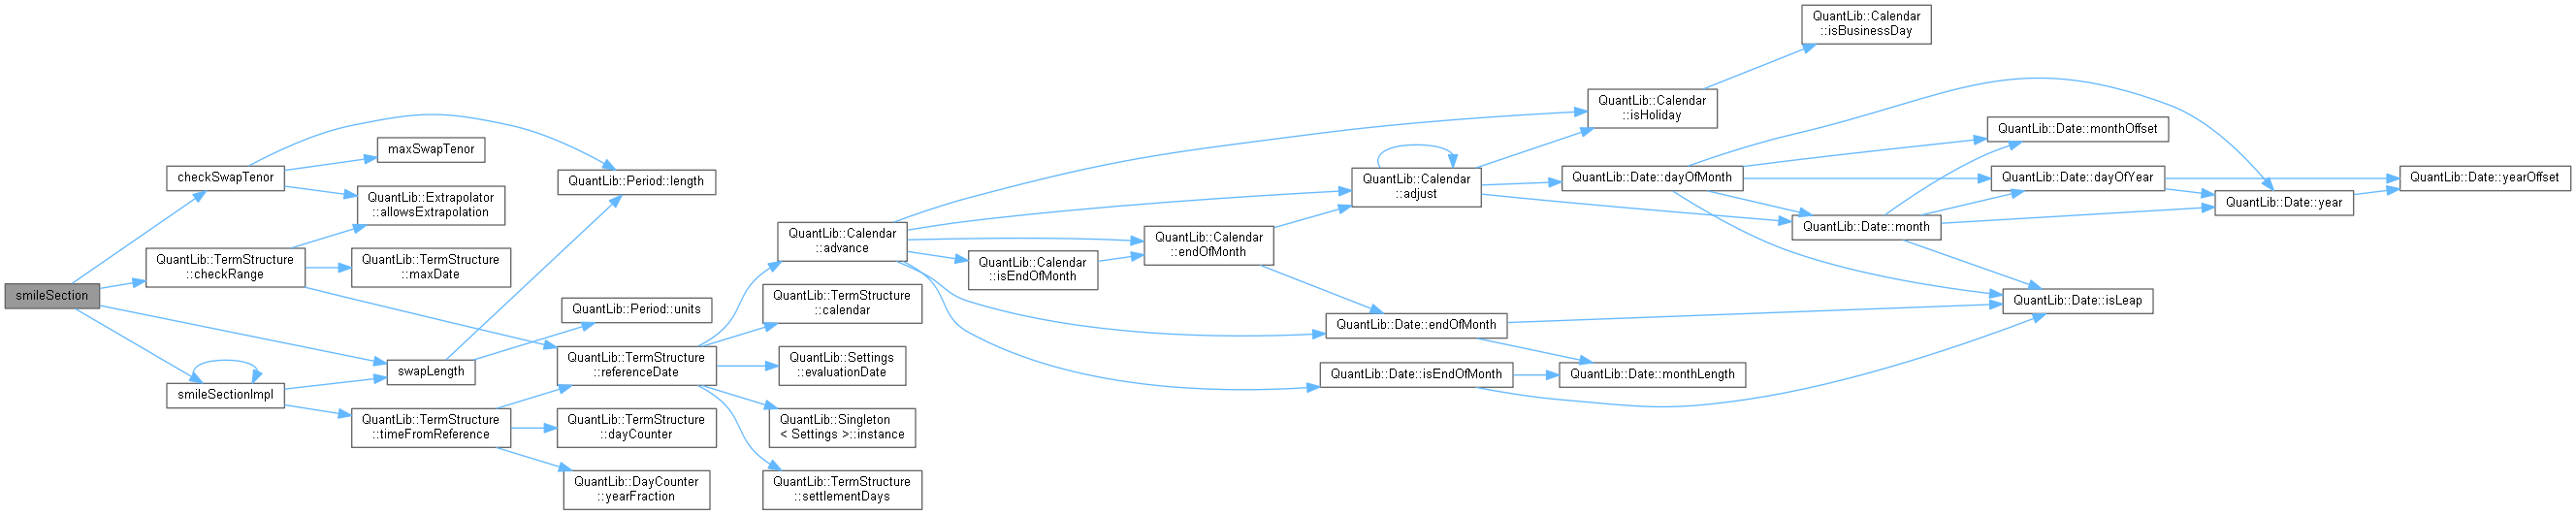 smileSection
checkSwapTenor
QuantLib::TermStructure
::checkRange
smileSectionImpl
maxSwapTenor
QuantLib::Extrapolator
::allowsExtrapolation
QuantLib::TermStructure
::maxDate
swapLength
QuantLib::TermStructure
::timeFromReference
QuantLib::Period::length
QuantLib::Period::units
QuantLib::TermStructure
::referenceDate
QuantLib::TermStructure
::dayCounter
QuantLib::DayCounter
::yearFraction
QuantLib::Calendar
::advance
QuantLib::TermStructure
::calendar
QuantLib::Settings
::evaluationDate
QuantLib::Singleton
< Settings >::instance
QuantLib::TermStructure
::settlementDays
QuantLib::Calendar
::isEndOfMonth
QuantLib::Calendar
::endOfMonth
QuantLib::Calendar
::adjust
QuantLib::Date::endOfMonth
QuantLib::Date::isEndOfMonth
QuantLib::Calendar
::isHoliday
QuantLib::Date::dayOfMonth
QuantLib::Date::monthLength
QuantLib::Calendar
::isBusinessDay
QuantLib::Date::month
QuantLib::Date::monthOffset
QuantLib::Date::dayOfYear
QuantLib::Date::isLeap
QuantLib::Date::year
QuantLib::Date::yearOffset